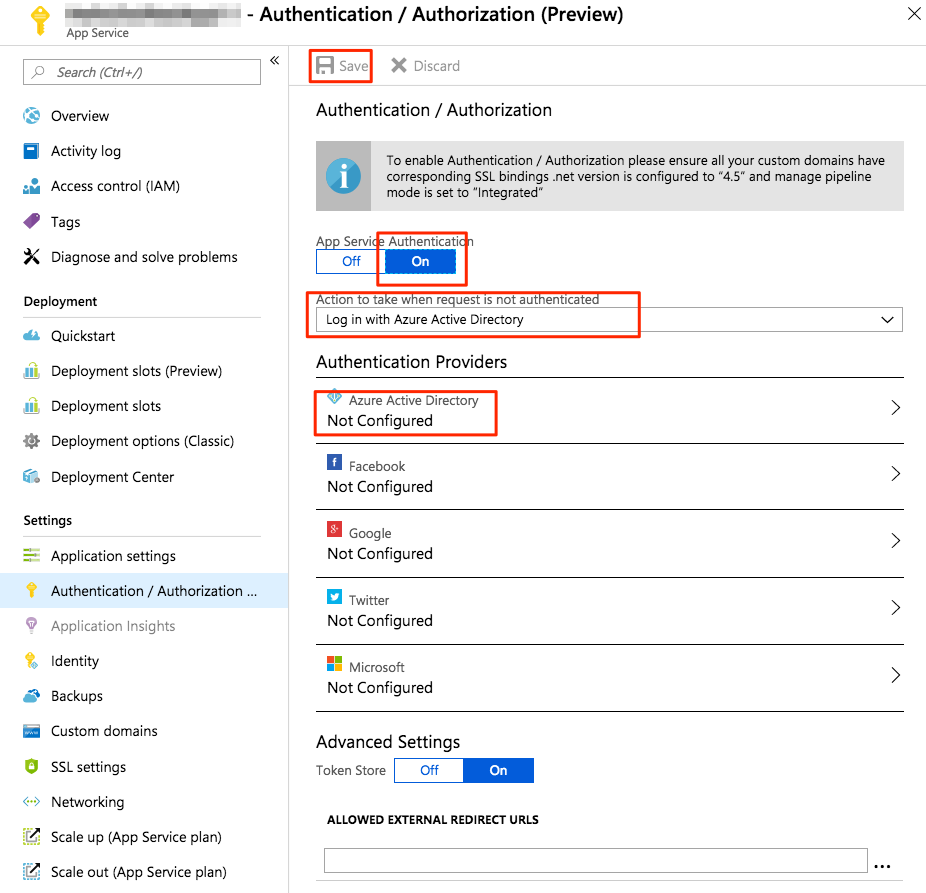 - Authentication / Authorization (Preview)
App Service
Search (Ctrl+/)
Overview
Activity log
Access control (IAM)
Tags
Diagnose and solve problems
Deployment
Quickstart
Deployment slots (Preview)
Deployment slots
Deployment options (Classic)
Deployment Center
Settings
Application settings
Authentication / Authorization ...
Application Insights
Identity
Backups
Custom domains
SSL settings
Networking
Scale up (App Service plan)
Scale out (App Service plan)
Save
Discard
Authentication / Authorization
To enable Authentication / Authorization please ensure all your custom domains have
corresponding SSL bindings .net version is configured to “4.5” and manage pipeline
mode is set to “Integrated”
App Service Authentication
Off
On
Action to take when request is not authenticated
Log in with Azure Active Directory
Authentication Providers
Azure Active Directory
Not Configured
Facebook
Not Configured
Google
Not Configured
Twitter
Not Configured
Microsoft
Not Configured
Advanced Settings
Token Store
Off
On
ALLOWED EXTERNAL REDIRECT URLS
...